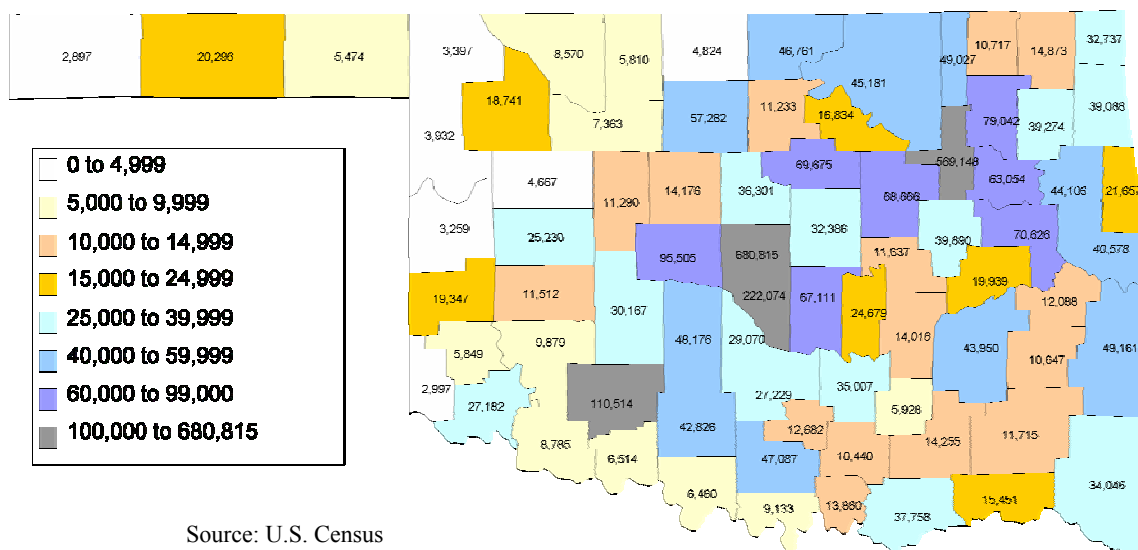 2,897 20,296 5,474 3,397 8,570 5,810 4,824 46,761 45,181 49,027 10,717 14,873 32,737
3,932 18,741 7,363 57,282 11,233 16,834 79,042 39,274 39,088
4,667 11,290 14,176 36,301 69,675 68,666 569,148 63,054 44,106 21,657
3,259 25,230 95,505 680,815 32,386 39,690 70,626 40,578
19,347 11,512 30,167 222,074 67,111 24,679 11,637 19,939 12,088
5,849 9,879 48,176 29,070 14,016 43,950 10,647 49,161
2,997 27,182 110,514 27,229 35,007 5,928
8,785 6,514 42,826 12,682 47,087 10,440 14,255 11,715
6,460 9,133 13,860 37,758 15,451 34,046
0 to 4,999
5,000 to 9,999
10,000 to 14,999
15,000 to 24,999
25,000 to 39,999
40,000 to 59,999
60,000 to 99,000
100,000 to 680,815
Source: U.S. Census